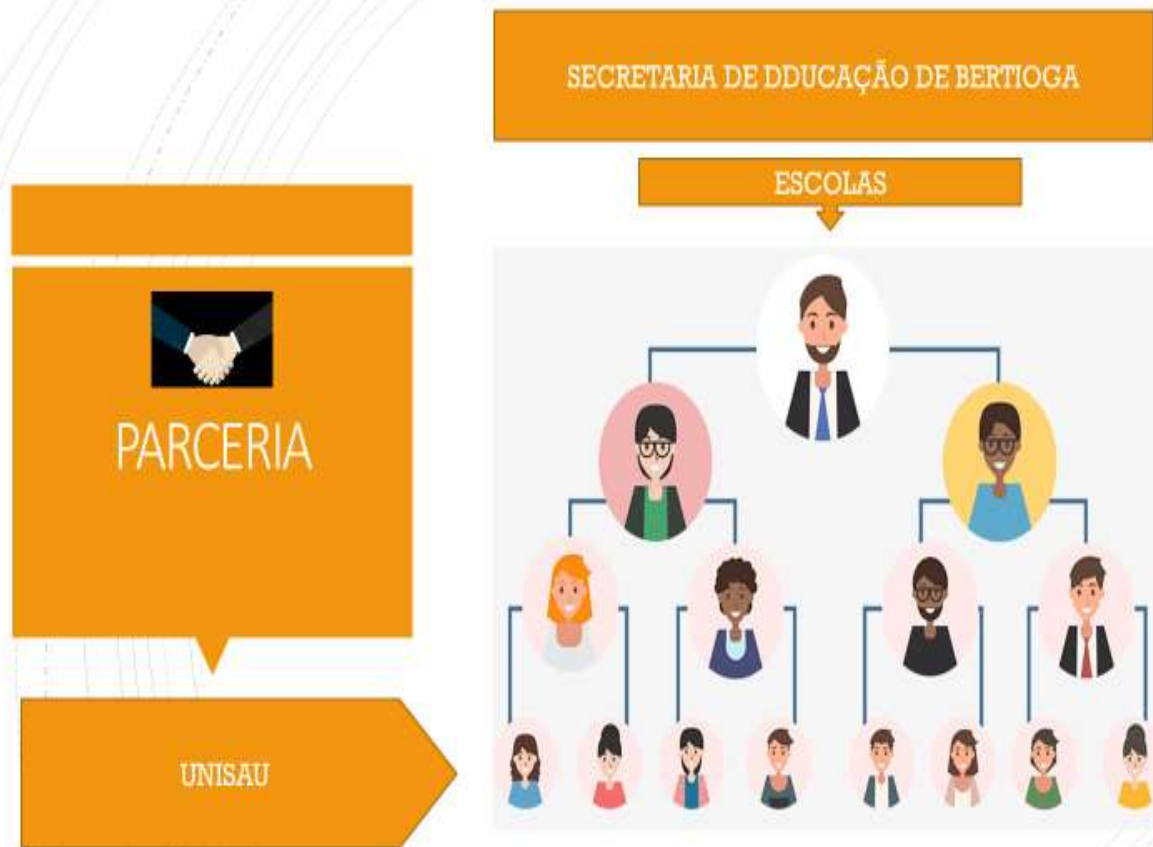 SECRETARIA DE DDUCAÇÃO DE BERTIOGA
ESCOLAS
PARCERIA
UNISAU